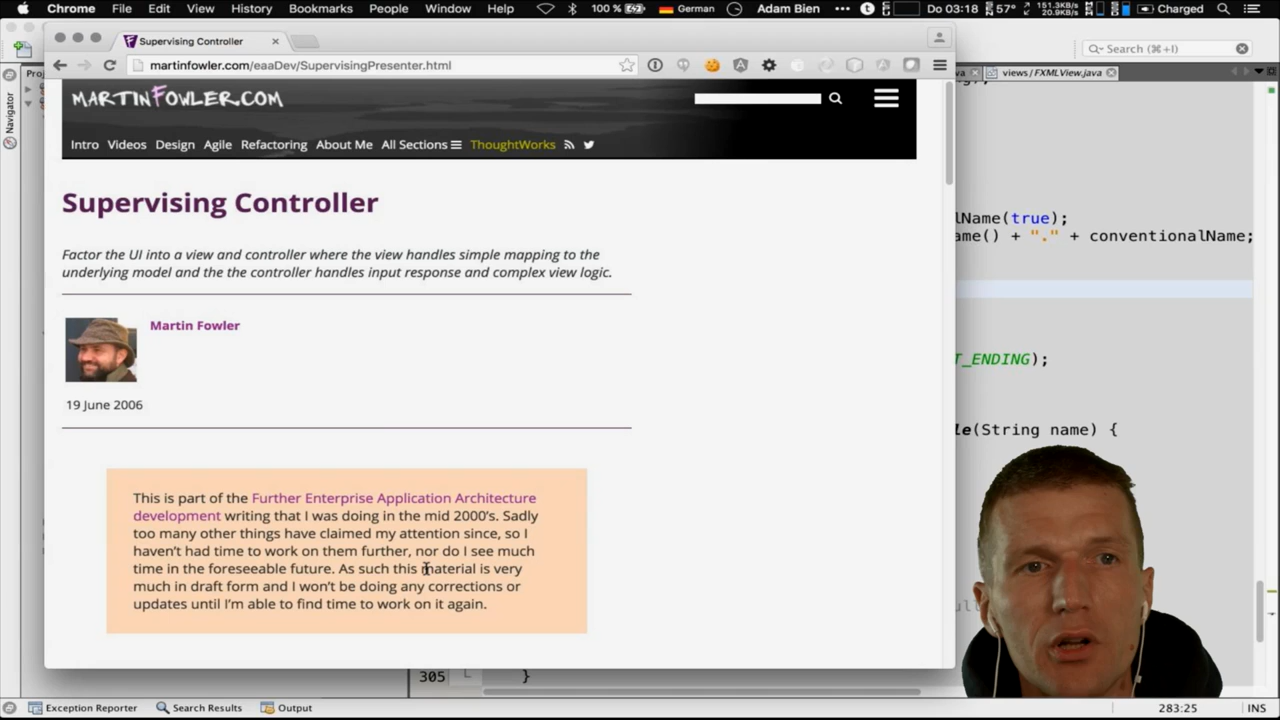 Chrome File Edit View History Bookmarks People Window Help 100 % German Adam Bien Do 03:18 57° 151.3KB/s 20.9KB/s Charged
Supervising Controller
Search (⌘+I)
martinfowler.com/eaaDev/SupervisingPresenter.html
views/FXMLView.java
Navigator
MARTINFOWLER.COM
Intro Videos Design Agile Refactoring About Me All Sections ThoughtWorks
Supervising Controller
lName(true);
ame() + "." + conventionalName;
Factor the UI into a view and controller where the view handles simple mapping to the
underlying model and the the controller handles input response and complex view logic.
Martin Fowler
T_ENDING);
19 June 2006
le(String name) {
This is part of the Further Enterprise Application Architecture
development writing that I was doing in the mid 2000's. Sadly
too many other things have claimed my attention since, so I
haven't had time to work on them further, nor do I see much
time in the foreseeable future. As such this material is very
much in draft form and I won't be doing any corrections or
updates until I'm able to find time to work on it again.
305 }
Exception Reporter Search Results Output 283:25 INS